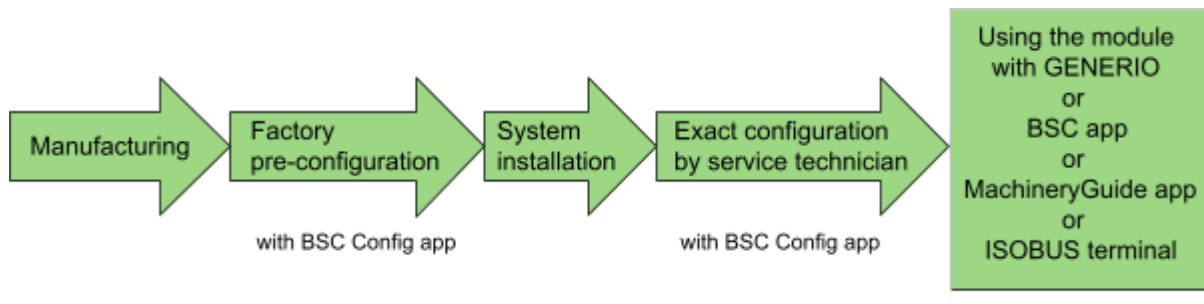 Manufacturing
Factory
pre-configuration
with BSC Config app
System
installation
Exact configuration
by service technician
with BSC Config app
Using the module
with GENERIO
or
BSC app
or
MachineryGuide app
or
ISOBUS terminal